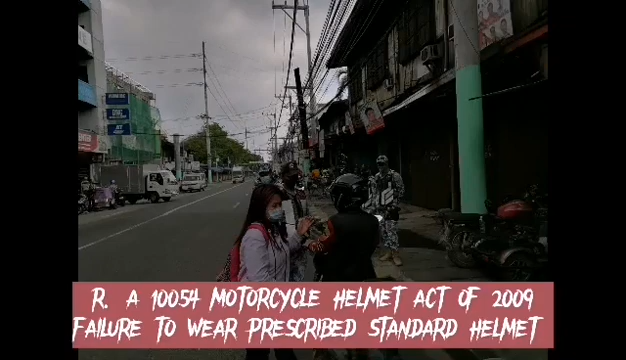 R. A 10054 MOTORCYCLE HELMET ACT OF 2009
FAILURE TO WEAR PRESCRIBED STANDARD HELMET